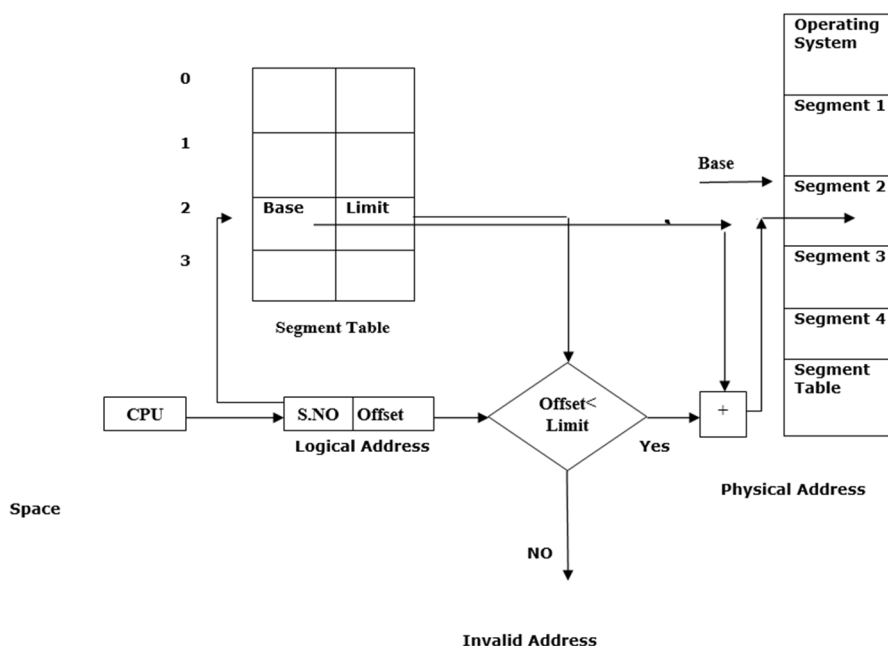 Operating
System
0
Segment 1
1
Base
Segment 2
2
Base
Limit
Segment 3
3
Segment 4
Segment Table
Segment
Table
CPU
S.NO
Offset
Offset<
Limit
+
Logical Address
Yes
Physical Address
Space
NO
Invalid Address